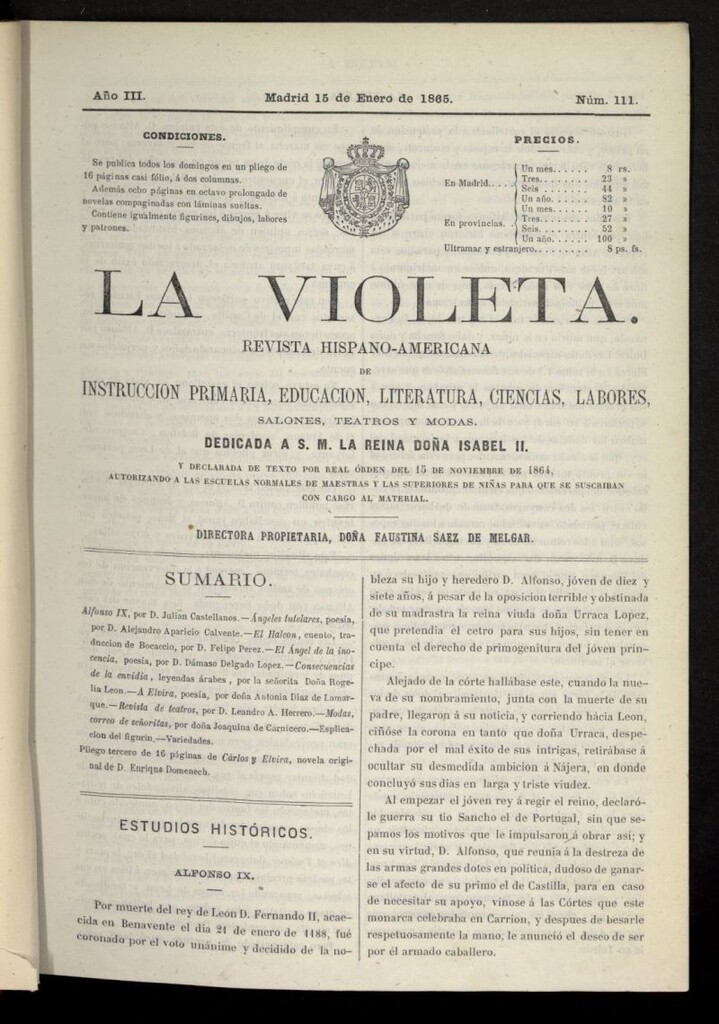 Año III.
Madrid 15 de Enero de 1865.
Núm. 111.
CONDICIONES.
Se publica todos los domingos en un pliego de
16 páginas casi fólio, á dos columnas.
Ademas ocho páginas en octavo prolongado de
novelas compaginadas con láminas sueltas.
Contiene igualmente figurines, dibujos, labores
y patrones.
PRECIOS.
En Madrid....
Un mes...... 8 rs.
Tres........ 23 »
Seis........ 44 »
Un año...... 82 »
En provincias.
Un mes...... 10 »
Tres........ 27 »
Seis........ 52 »
Un año...... 100 »
Ultramar y estranjero......... 8 ps. fs.
LA VIOLETA.
REVISTA HISPANO-AMERICANA
DE
INSTRUCCION PRIMARIA, EDUCACION, LITERATURA, CIENCIAS, LABORES,
SALONES, TEATROS Y MODAS.
DEDICADA A S. M. LA REINA DOÑA ISABEL II.
Y DECLARADA DE TEXTO POR REAL ÓRDEN DEL 15 DE NOVIEMBRE DE 1864,
AUTORIZANDO A LAS ESCUELAS NORMALES DE MAESTRAS Y LAS SUPERIORES DE NIÑAS PARA QUE SE SUSCRIBAN
CON CARGO AL MATERIAL.
DIRECTORA PROPIETARIA, DOÑA FAUSTINA SAEZ DE MELGAR.
SUMARIO.
Alfonso IX, por D. Julian Castellanos.—Ángeles tutelares, poesía,
por D. Alejandro Aparicio Calvente.—El Halcon, cuento, tra-
duccion de Bocaccio, por D. Felipe Perez.—El Ángel de la ino-
cencia, poesía, por D. Dámaso Delgado Lopez.—Consecuencias
de la envidia, leyendas árabes, por la señorita Doña Roge-
lia Leon.—A Elvira, poesía, por doña Antonia Diaz de Lamar-
que.—Revista de teatros, por D. Leandro A. Herrero.—Modas,
correo de señoritas, por doña Joaquina de Carnicero.—Esplica-
cion del figurin.—Variedades.
Pliego tercero de 16 páginas de Cárlos y Elvira, novela origi-
nal de D. Enrique Domenech.
ESTUDIOS HISTÓRICOS.
ALFONSO IX.
Por muerte del rey de Leon D. Fernando II, acae-
cida en Benavente el dia 21 de enero de 1188, fué
coronado por el voto unánime y decidido de la no-
bleza su hijo y heredero D. Alfonso, jóven de diez y
siete años, á pesar de la oposicion terrible y obstinada
de su madrastra la reina viuda doña Urraca Lopez,
que pretendia el cetro para sus hijos, sin tener en
cuenta el derecho de primogenitura del jóven prín-
cipe.
Alejado de la córte hallábase este, cuando la nue-
va de su nombramiento, junta con la muerte de su
padre, llegaron á su noticia, y corriendo hácia Leon,
ciñóse la corona en tanto que doña Urraca, despe-
chada por el mal éxito de sus intrigas, retirábase á
ocultar su desmedida ambicion á Nájera, en donde
concluyó sus dias en larga y triste viudez.
Al empezar el jóven rey á regir el reino, declaró-
le guerra su tio Sancho el de Portugal, sin que se-
pamos los motivos que le impulsaron á obrar asi; y
en su virtud, D. Alfonso, que reunia á la destreza de
las armas grandes dotes en política, dudoso de ganar-
se el afecto de su primo el de Castilla, para en caso
de necesitar su apoyo, vinose á las Córtes que este
monarca celebraba en Carrion, y despues de besarle
respetuosamente la mano, le anunció el deseo de ser
por él armado caballero.